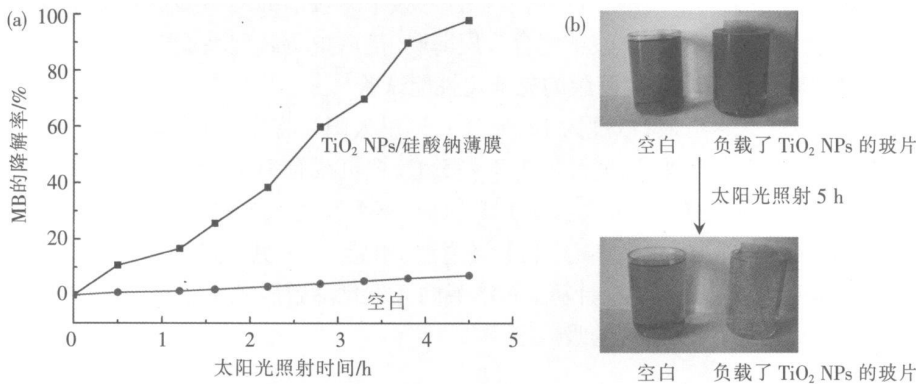 (a)
100
80
60
40
20
0
MB的降解率/%
TiO₂ NPs/硅酸钠薄膜
空白
0 1 2 3 4 5
太阳光照射时间/h
(b)
空白 负载了 TiO₂ NPs 的玻片
太阳光照射 5 h
空白 负载了 TiO₂ NPs 的玻片